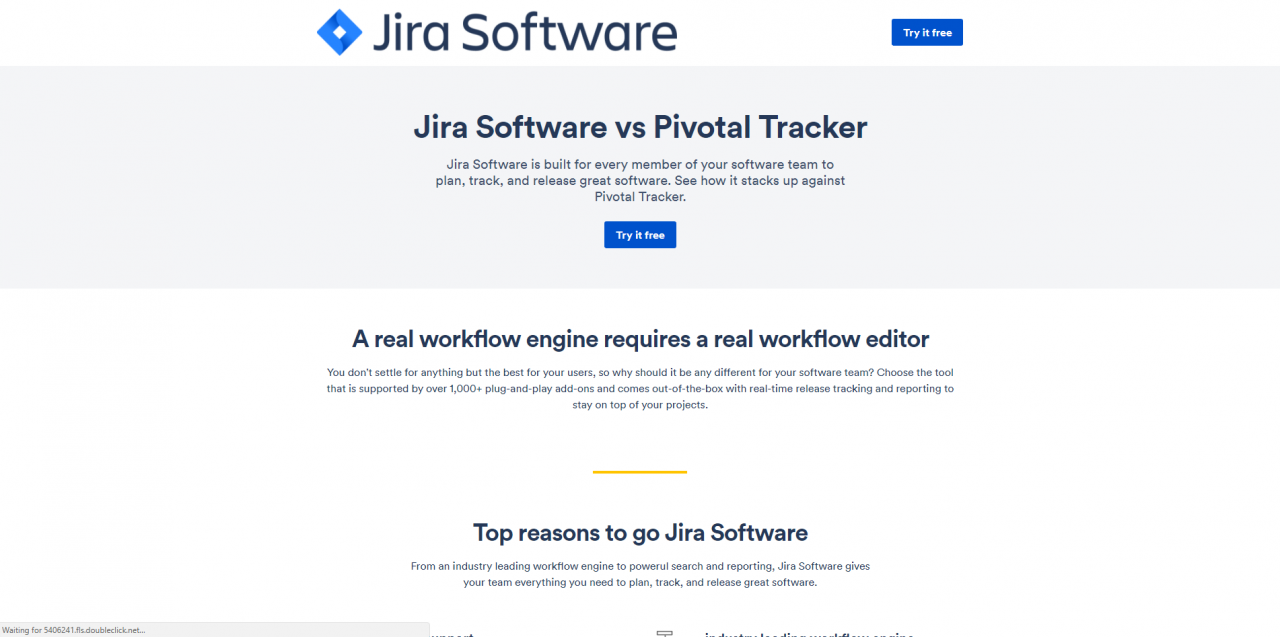 Jira Software
Try it free
Jira Software vs Pivotal Tracker
Jira Software is built for every member of your software team to
plan, track, and release great software. See how it stacks up against
Pivotal Tracker.
Try it free
A real workflow engine requires a real workflow editor
You don't settle for anything but the best for your users, so why should it be any different for your software team? Choose the tool
that is supported by over 1,000+ plug-and-play add-ons and comes out-of-the-box with real-time release tracking and reporting to
stay on top of your projects.
Top reasons to go Jira Software
From an industry leading workflow engine to powerul search and reporting, Jira Software gives
your team everything you need to plan, track, and release great software.
industry leading workflow engine
Waiting for 5406241.fls.doubleclick.net...